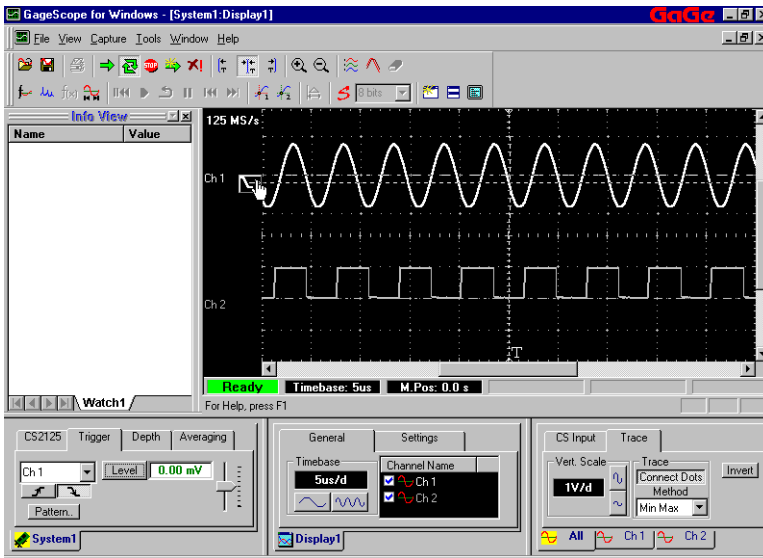 GageScope for Windows - [System1:Display1]
GaGe
File View Capture Tools Window Help
STOP
f(x)
8 bits
Info View
Name Value
125 MS/s
Ch 1
Ch 2
T
Ready Timebase: 5us M.Pos: 0.0 s
Watch1
For Help, press F1
CS2125 Trigger Depth Averaging
Ch 1 Level 0.00 mV
Pattern..
System1
General Settings
Timebase
5us/d
Channel Name
Ch 1
Ch 2
Display1
CS Input Trace
Vert. Scale
1V/d
Trace
Connect Dots
Method
Min Max
Invert
All Ch 1 Ch 2